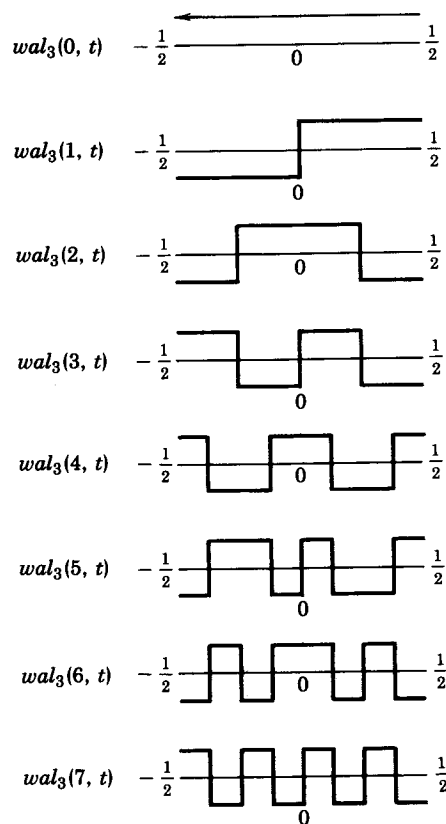 wal₃(0, t) − 1/2 0 1/2
wal₃(1, t) − 1/2 0 1/2
wal₃(2, t) − 1/2 0 1/2
wal₃(3, t) − 1/2 0 1/2
wal₃(4, t) − 1/2 0 1/2
wal₃(5, t) − 1/2 0 1/2
wal₃(6, t) − 1/2 0 1/2
wal₃(7, t) − 1/2 0 1/2